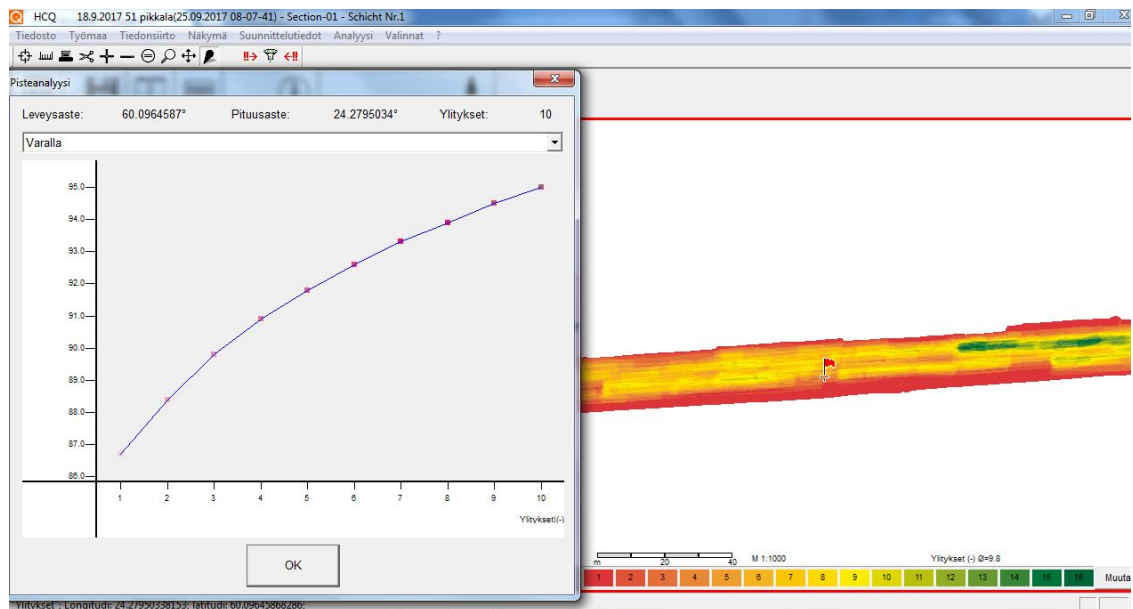 HCQ 18.9.2017 51 pikkala(25.09.2017 08-07-41) - Section-01 - Schicht Nr.1
Tiedosto Työmaa Tiedonsiirto Näkymä Suunnittelutiedot Analyysi Valinnat ?
Pisteanalyysi
Leveysaste: 60.0964587° Pituusaste: 24.2795034° Ylitykset: 10
Varalla
95.0
94.0
93.0
92.0
91.0
90.0
89.0
88.0
87.0
86.0
1 2 3 4 5 6 7 8 9 10
Ylitykset(-)
OK
m 20 40 M 1:1000 Ylitykset (-) Ø=9.8
1 2 3 4 5 6 7 8 9 10 11 12 13 14 15 16 Muuta
Ylitykset"; Longitudi: 24.27950338153; latitudi: 60.09645868286;